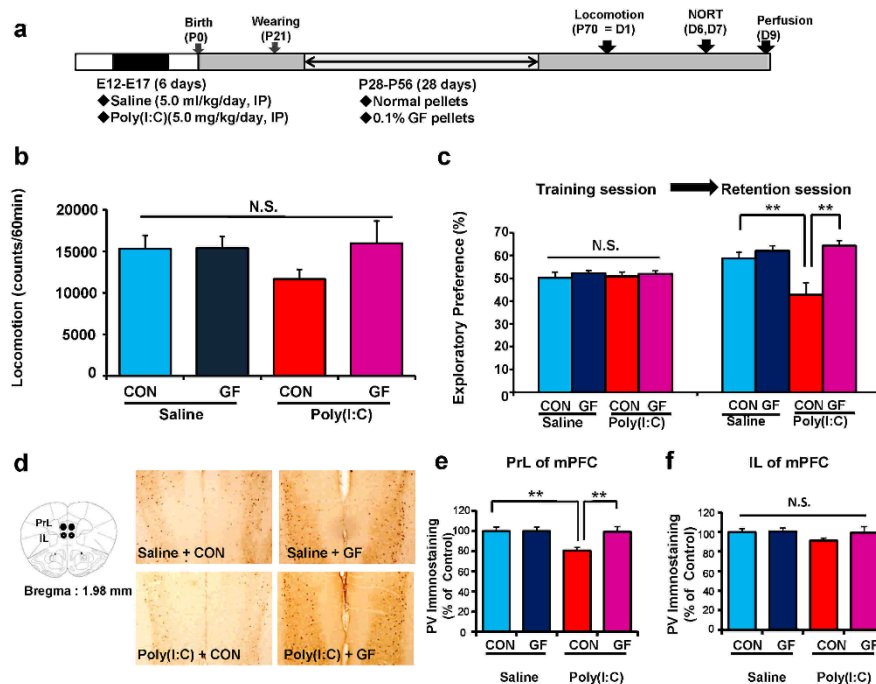 a
Birth
(P0)
Wearing
(P21)
Locomotion
(P70 = D1)
NORT
(D6,D7)
Perfusion
(D9)
E12-E17 (6 days)
◆Saline (5.0 ml/kg/day, IP)
◆Poly(I:C)(5.0 mg/kg/day, IP)
P28-P56 (28 days)
◆Normal pellets
◆0.1% GF pellets
b
Locomotion (counts/60min)
20000
15000
10000
5000
0
N.S.
CON GF CON GF
Saline Poly(I:C)
c
Training session Retention session
Exploratory Preference (%)
70
60
50
40
30
20
10
0
N.S.
** **
CON GF CON GF CON GF CON GF
Saline Poly(I:C) Saline Poly(I:C)
d
PrL
IL
Bregma : 1.98 mm
Saline + CON
Saline + GF
Poly(I:C) + CON
Poly(I:C) + GF
e
PrL of mPFC
PV Immnostaining
(% of Control)
120
100
80
60
40
20
0
** **
CON GF CON GF
Saline Poly(I:C)
f
IL of mPFC
PV Immnostaining
(% of Control)
120
100
80
60
40
20
0
N.S.
CON GF CON GF
Saline Poly(I:C)